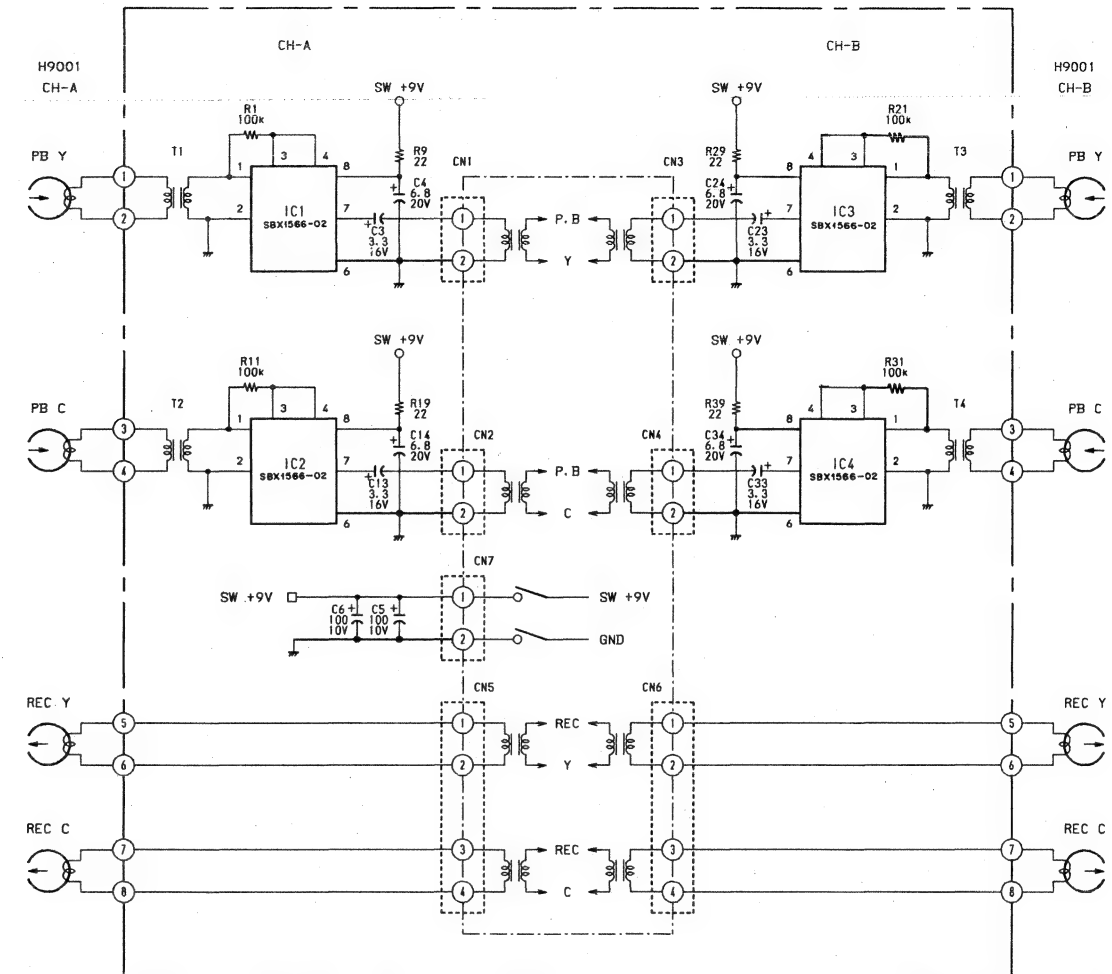 CH-A
CH-B
H9001
CH-A
H9001
CH-B
SW +9V
SW +9V
R1
100k
R21
100k
PB Y
T1
R9
22
CN1
CN3
R29
22
T3
PB Y
1
2
1
2
3
4
8
7
6
IC1
SBX1566-02
C4
6.8
20V
C3
3.3
16V
1
2
P.B
Y
1
2
C24
6.8
20V
C23
3.3
16V
4
3
8
7
6
1
2
IC3
SBX1566-02
1
2
SW +9V
SW +9V
R11
100k
R31
100k
PB C
T2
R19
22
CN2
CN4
R39
22
T4
PB C
3
4
1
2
3
4
8
7
6
IC2
SBX1566-02
C14
6.8
20V
C13
3.3
16V
1
2
P.B
C
1
2
C34
6.8
20V
C33
3.3
16V
4
3
8
7
6
1
2
IC4
SBX1566-02
3
4
CN7
SW .+9V
C6
100
10V
C5
100
10V
1
2
SW +9V
GND
CN5
CN6
REC Y
REC Y
5
6
1
2
REC
Y
1
2
5
6
REC C
REC C
7
8
3
4
REC
C
3
4
7
8